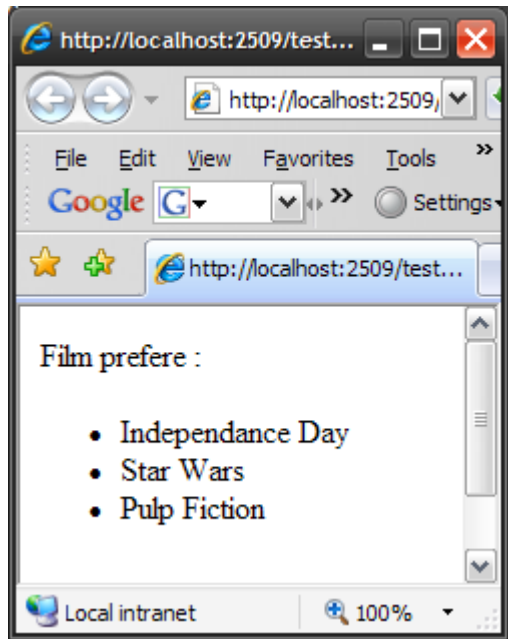 http://localhost:2509/test...
http://localhost:2509/
File Edit View Favorites Tools »
Google G » Settings
http://localhost:2509/test...
Film prefere :
• Independance Day
• Star Wars
• Pulp Fiction
Local intranet 100%